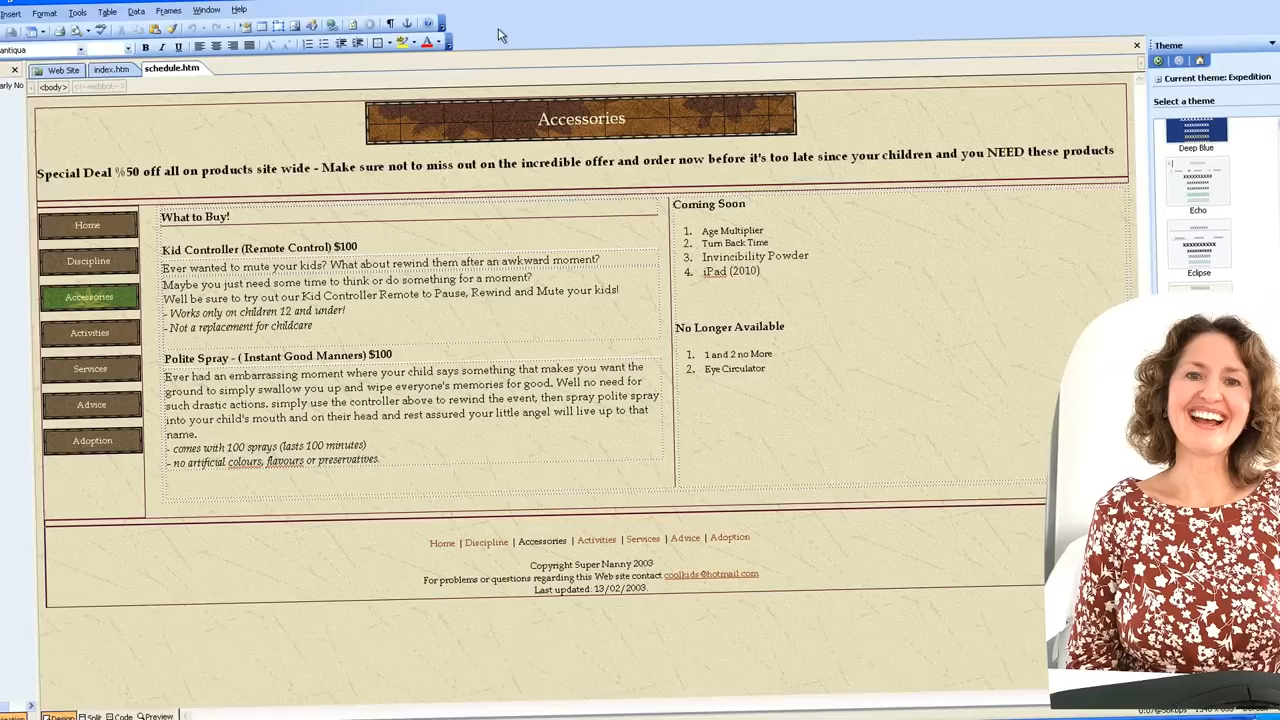 Insert Format Tools Table Data Frames Window Help
antiqua
Web Site index.htm schedule.htm
<body> <!--webbot-->
Theme
Current theme: Expedition
Select a theme
Deep Blue
Echo
Eclipse
Accessories
Special Deal %50 off all on products site wide - Make sure not to miss out on the incredible offer and order now before it's too late since your children and you NEED these products
Home
Discipline
Accessories
Activities
Services
Advice
Adoption
What to Buy!
Kid Controller (Remote Control) $100
Ever wanted to mute your kids? What about rewind them after an awkward moment?
Maybe you just need some time to think or do something for a moment?
Well be sure to try out our Kid Controller Remote to Pause, Rewind and Mute your kids!
- Works only on children 12 and under!
- Not a replacement for childcare
Polite Spray - ( Instant Good Manners) $100
Ever had an embarrassing moment where your child says something that makes you want the
ground to simply swallow you up and wipe everyone's memories for good. Well no need for
such drastic actions. simply use the controller above to rewind the event, then spray polite spray
into your child's mouth and on their head and rest assured your little angel will live up to that
name.
- comes with 100 sprays (lasts 100 minutes)
- no artificial colours, flavours or preservatives.
Coming Soon
1. Age Multiplier
2. Turn Back Time
3. Invincibility Powder
4. iPad (2010)
No Longer Available
1. 1 and 2 no More
2. Eye Circulator
Home | Discipline | Accessories | Activities | Services | Advice | Adoption
Copyright Super Nanny 2003
For problems or questions regarding this Web site contact coolkids@hotmail.com
Last updated: 13/02/2003.
Design Split Code Preview